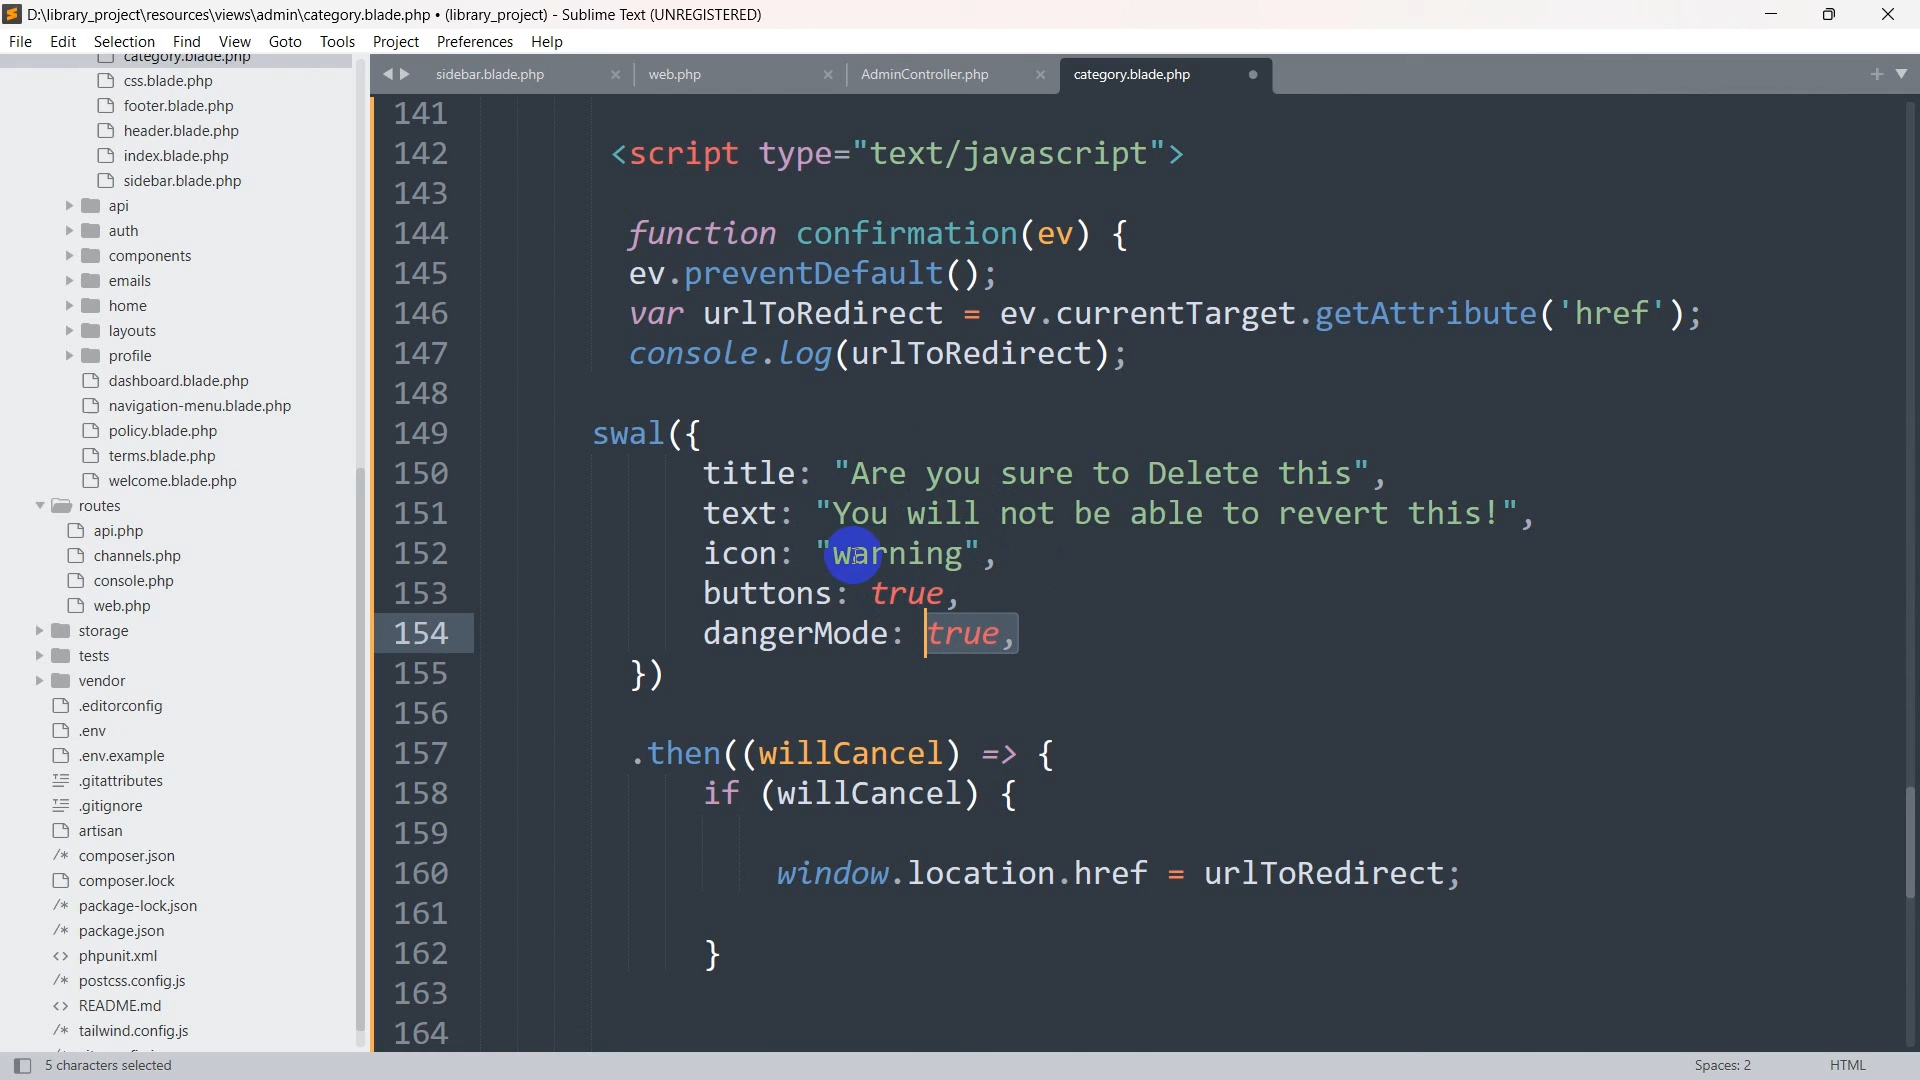 D:\library_project\resources\views\admin\category.blade.php • (library_project) - Sublime Text (UNREGISTERED)
File Edit Selection Find View Goto Tools Project Preferences Help
category.blade.php
css.blade.php
footer.blade.php
header.blade.php
index.blade.php
sidebar.blade.php
api
auth
components
emails
home
layouts
profile
dashboard.blade.php
navigation-menu.blade.php
policy.blade.php
terms.blade.php
welcome.blade.php
routes
api.php
channels.php
console.php
web.php
storage
tests
vendor
.editorconfig
.env
.env.example
.gitattributes
.gitignore
artisan
/* composer.json
composer.lock
/* package-lock.json
/* package.json
<> phpunit.xml
/* postcss.config.js
<> README.md
/* tailwind.config.js
sidebar.blade.php × web.php × AdminController.php × category.blade.php
141
142 <script type="text/javascript">
143
144 function confirmation(ev) {
145 ev.preventDefault();
146 var urlToRedirect = ev.currentTarget.getAttribute('href');
147 console.log(urlToRedirect);
148
149 swal({
150 title: "Are you sure to Delete this",
151 text: "You will not be able to revert this!",
152 icon: "warning",
153 buttons: true,
154 dangerMode: true,
155 })
156
157 .then((willCancel) => {
158 if (willCancel) {
159
160 window.location.href = urlToRedirect;
161
162 }
163
164
5 characters selected Spaces: 2 HTML